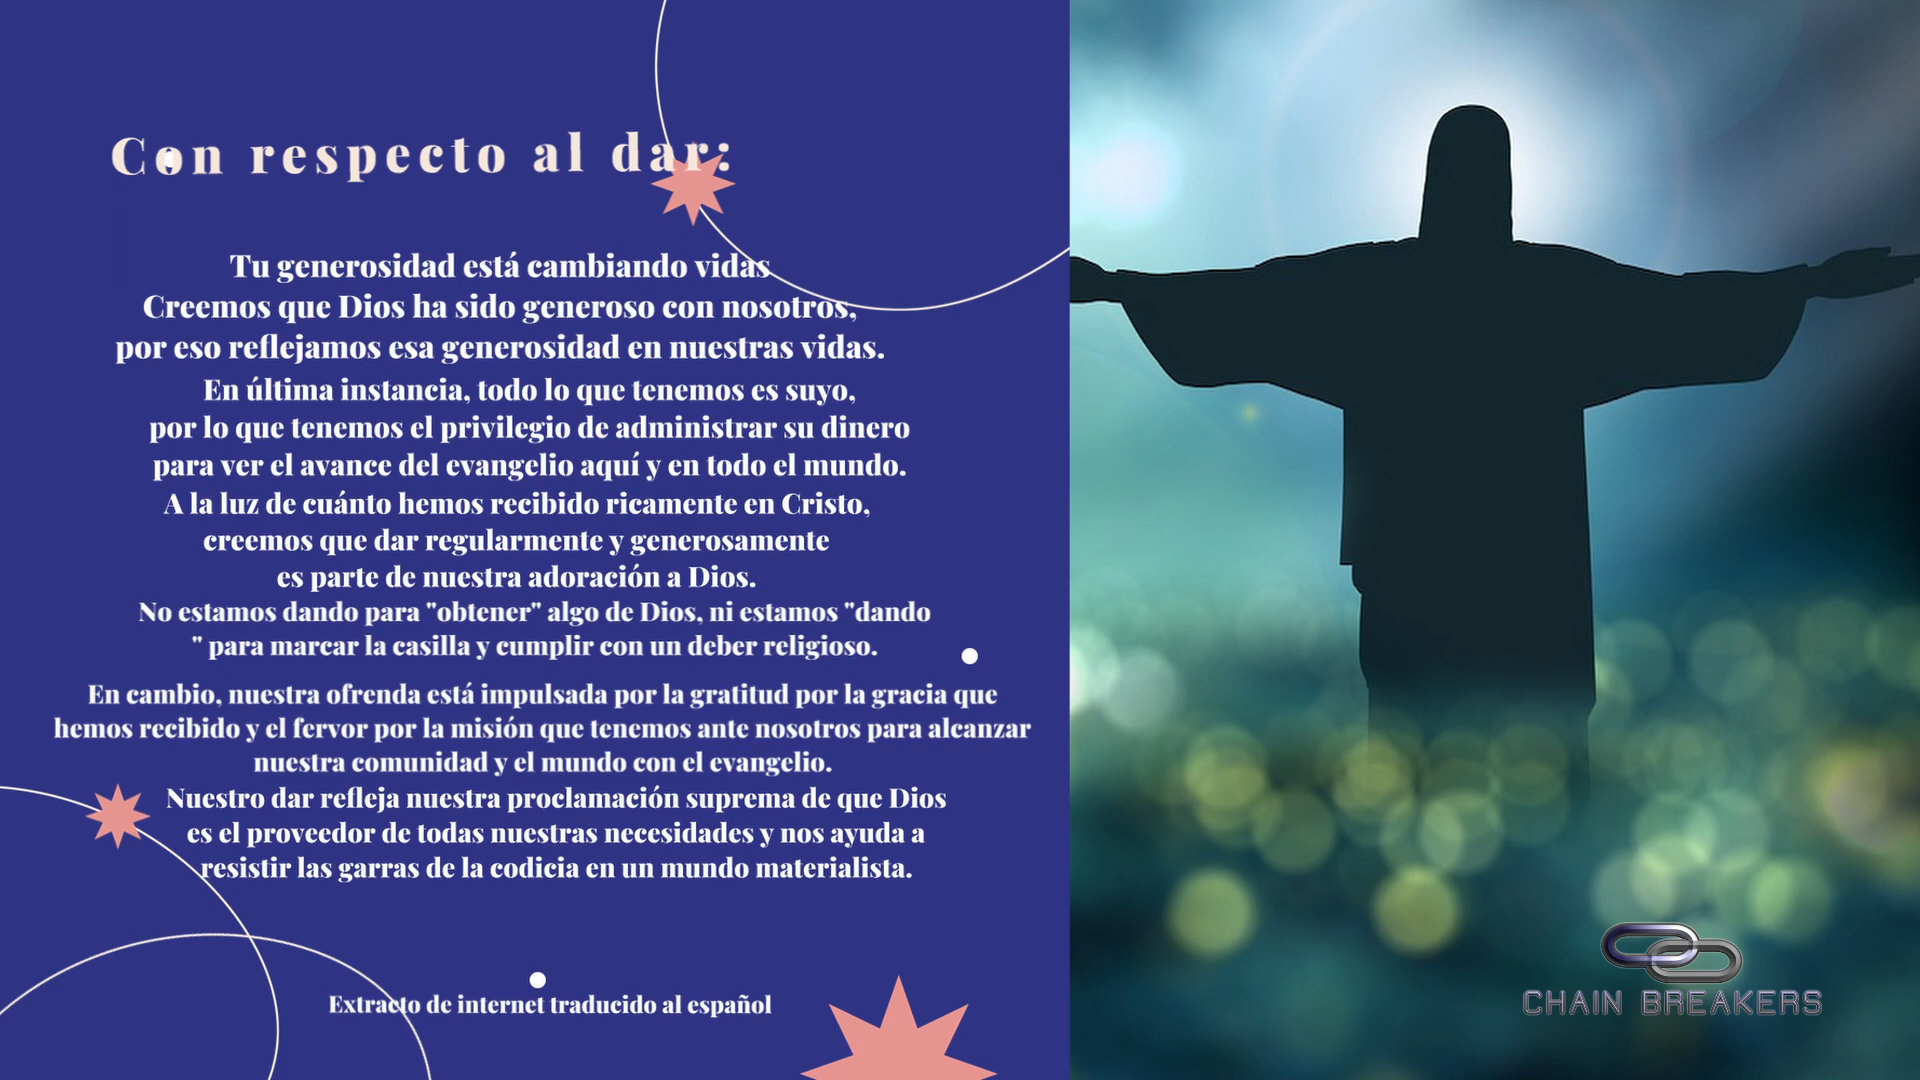 Con respecto al dar:
Tu generosidad está cambiando vidas
Creemos que Dios ha sido generoso con nosotros,
por eso reflejamos esa generosidad en nuestras vidas.
En última instancia, todo lo que tenemos es suyo,
por lo que tenemos el privilegio de administrar su dinero
para ver el avance del evangelio aquí y en todo el mundo.
A la luz de cuánto hemos recibido ricamente en Cristo,
creemos que dar regularmente y generosamente
es parte de nuestra adoración a Dios.
No estamos dando para "obtener" algo de Dios, ni estamos "dando
" para marcar la casilla y cumplir con un deber religioso.
En cambio, nuestra ofrenda está impulsada por la gratitud por la gracia que
hemos recibido y el fervor por la misión que tenemos ante nosotros para alcanzar
nuestra comunidad y el mundo con el evangelio.
Nuestro dar refleja nuestra proclamación suprema de que Dios
es el proveedor de todas nuestras necesidades y nos ayuda a
resistir las garras de la codicia en un mundo materialista.
Extracto de internet traducido al español
CHAIN BREAKERS